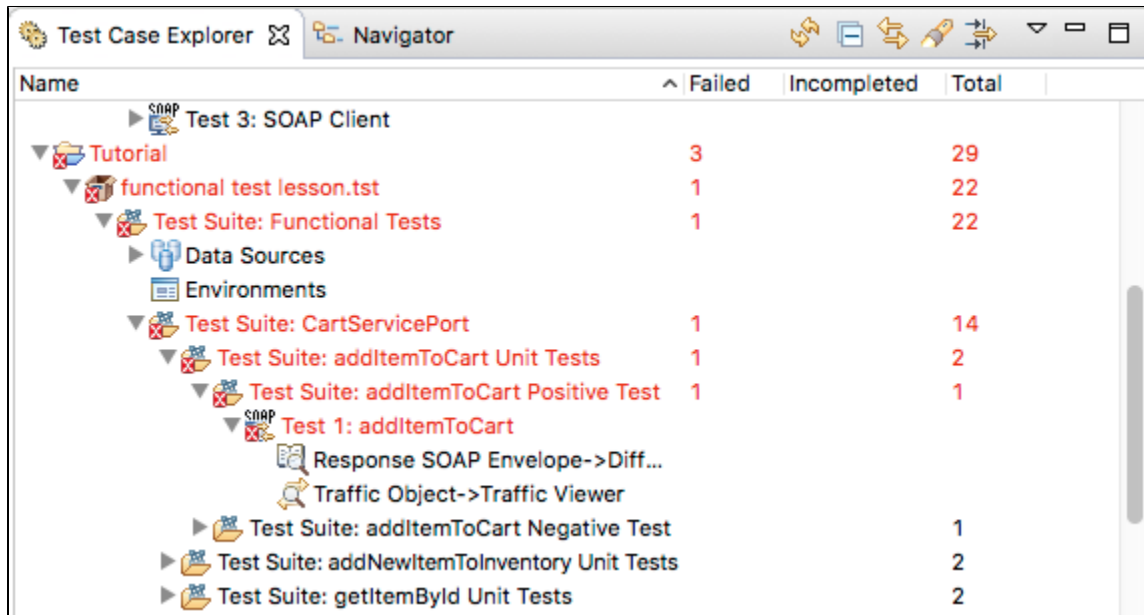 Test Case Explorer Navigator
Name Failed Incompleted Total
SOAP Test 3: SOAP Client
Tutorial 3 29
functional test lesson.tst 1 22
Test Suite: Functional Tests 1 22
Data Sources
Environments
Test Suite: CartServicePort 1 14
Test Suite: addItemToCart Unit Tests 1 2
Test Suite: addItemToCart Positive Test 1 1
SOAP Test 1: addItemToCart
Response SOAP Envelope->Diff...
Traffic Object->Traffic Viewer
Test Suite: addItemToCart Negative Test 1
Test Suite: addNewItemToInventory Unit Tests 2
Test Suite: getItemById Unit Tests 2